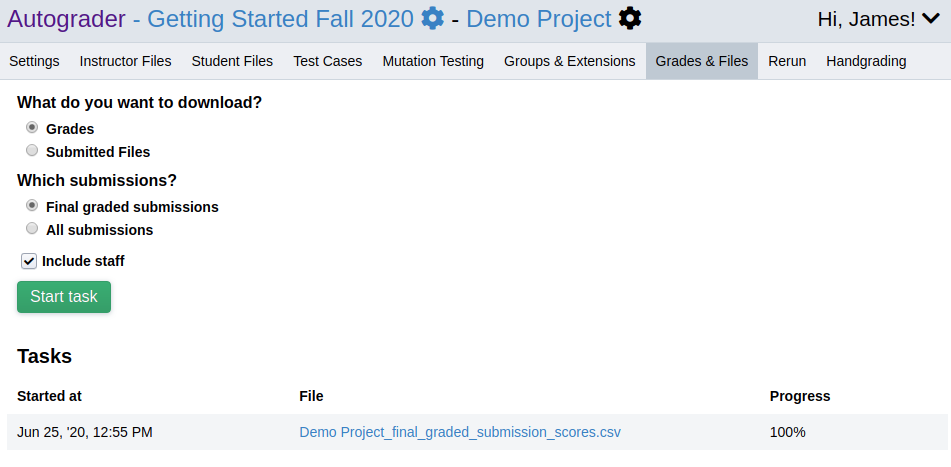 Autograder - Getting Started Fall 2020 - Demo Project Hi, James!
Settings Instructor Files Student Files Test Cases Mutation Testing Groups & Extensions Grades & Files Rerun Handgrading
What do you want to download?
Grades
Submitted Files
Which submissions?
Final graded submissions
All submissions
Include staff
Start task
Tasks
Started at File Progress
Jun 25, '20, 12:55 PM Demo Project_final_graded_submission_scores.csv 100%